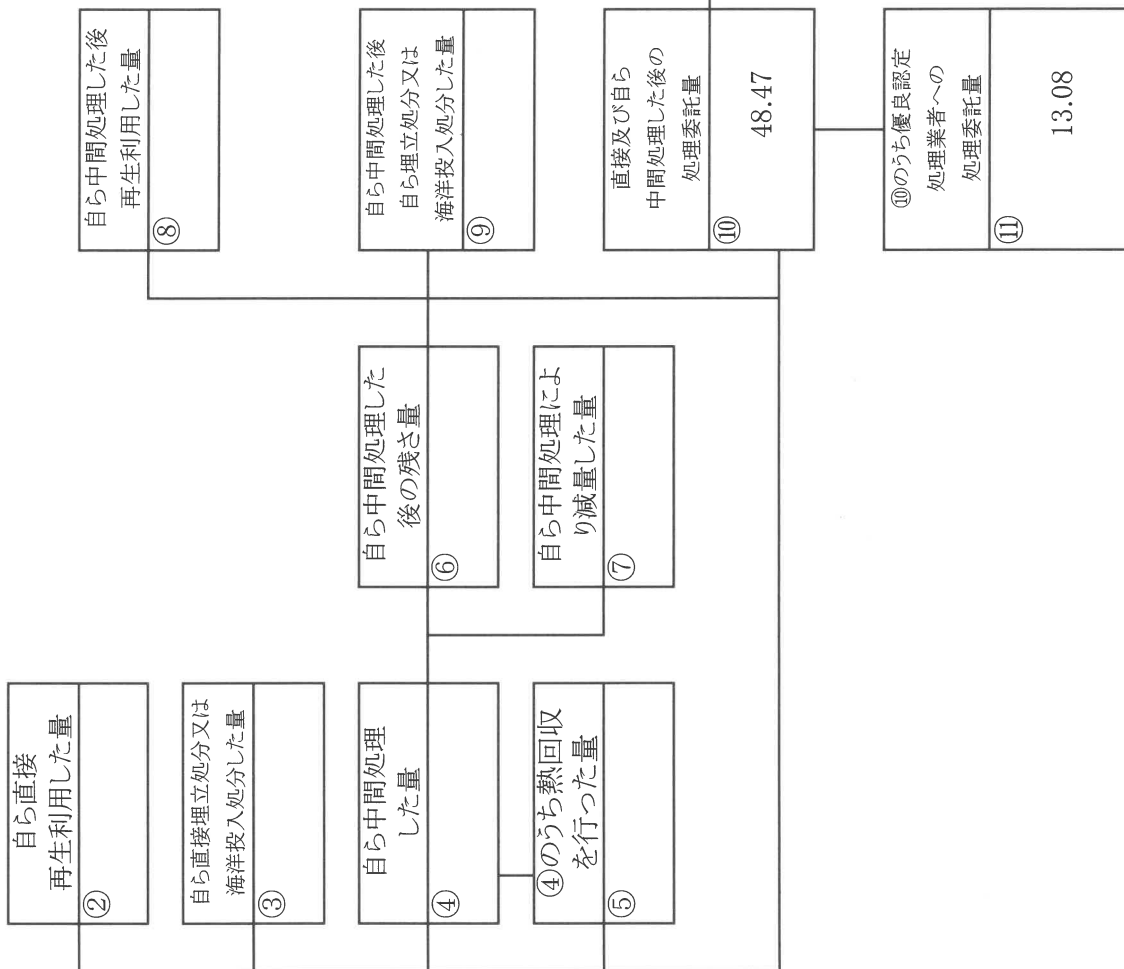 自ら直接
再生利用した量
②
自ら直接埋立処分又は
海洋投入処分した量
③
自ら中間処理
した量
④
④のうち熱回収
を行った量
⑤
自ら中間処理した
後の残さ量
⑥
自ら中間処理によ
り減量した量
⑦
自ら中間処理した後
再生利用した量
⑧
自ら中間処理した後
自ら埋立処分又は
海洋投入処分した量
⑨
直接及び自ら
中間処理した後の
処理委託量
⑩
48.47
⑩のうち優良認定
処理業者への
処理委託量
⑪
13.08